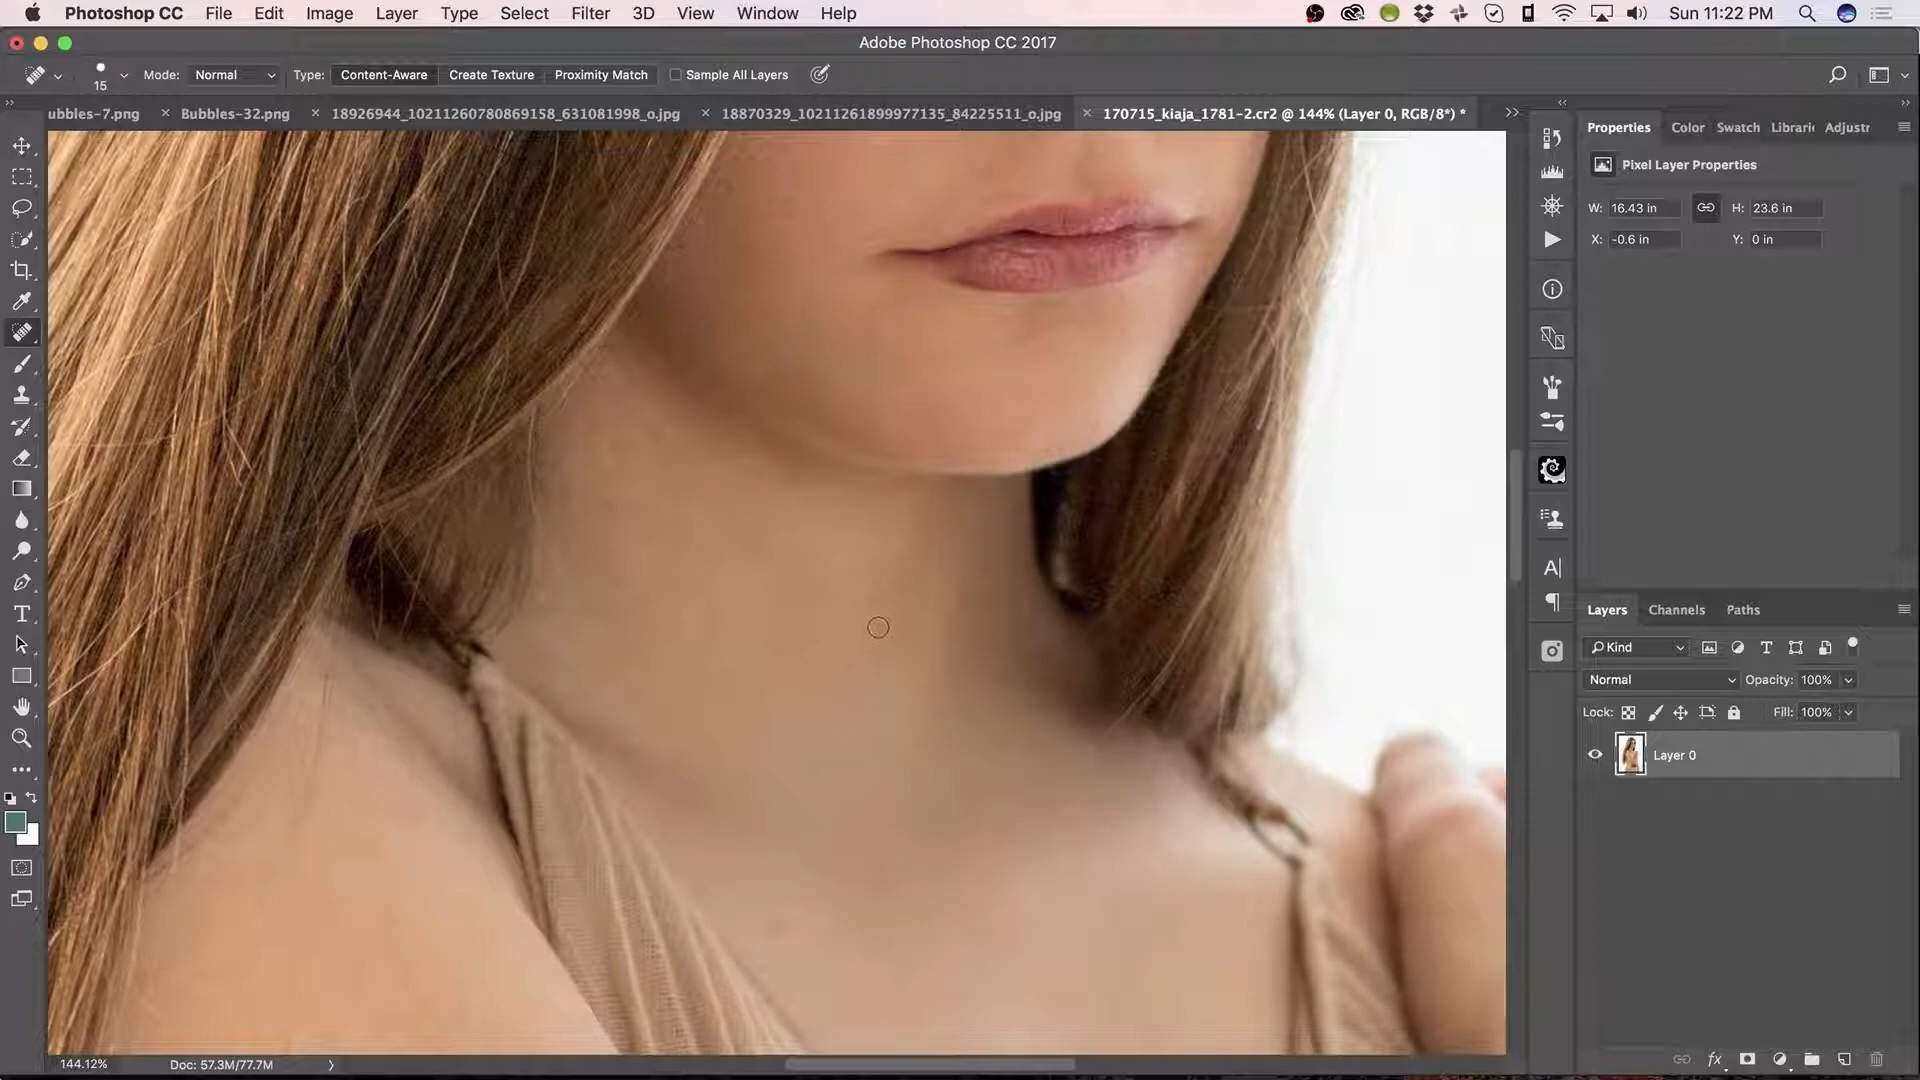 Photoshop CC File Edit Image Layer Type Select Filter 3D View Window Help Sun 11:22 PM
Adobe Photoshop CC 2017
15 Mode: Normal Type: Content-Aware Create Texture Proximity Match Sample All Layers
ubbles-7.png × Bubbles-32.png × 18926944_10211260780869158_631081998_o.jpg × 18870329_10211261899977135_84225511_o.jpg × 170715_kiaja_1781-2.cr2 @ 144% (Layer 0, RGB/8*) *
Properties Color Swatch Librari Adjustr
Pixel Layer Properties
W: 16.43 in H: 23.6 in
X: -0.6 in Y: 0 in
Layers Channels Paths
Kind
Normal Opacity: 100%
Lock: Fill: 100%
Layer 0
fx
144.12% Doc: 57.3M/77.7M